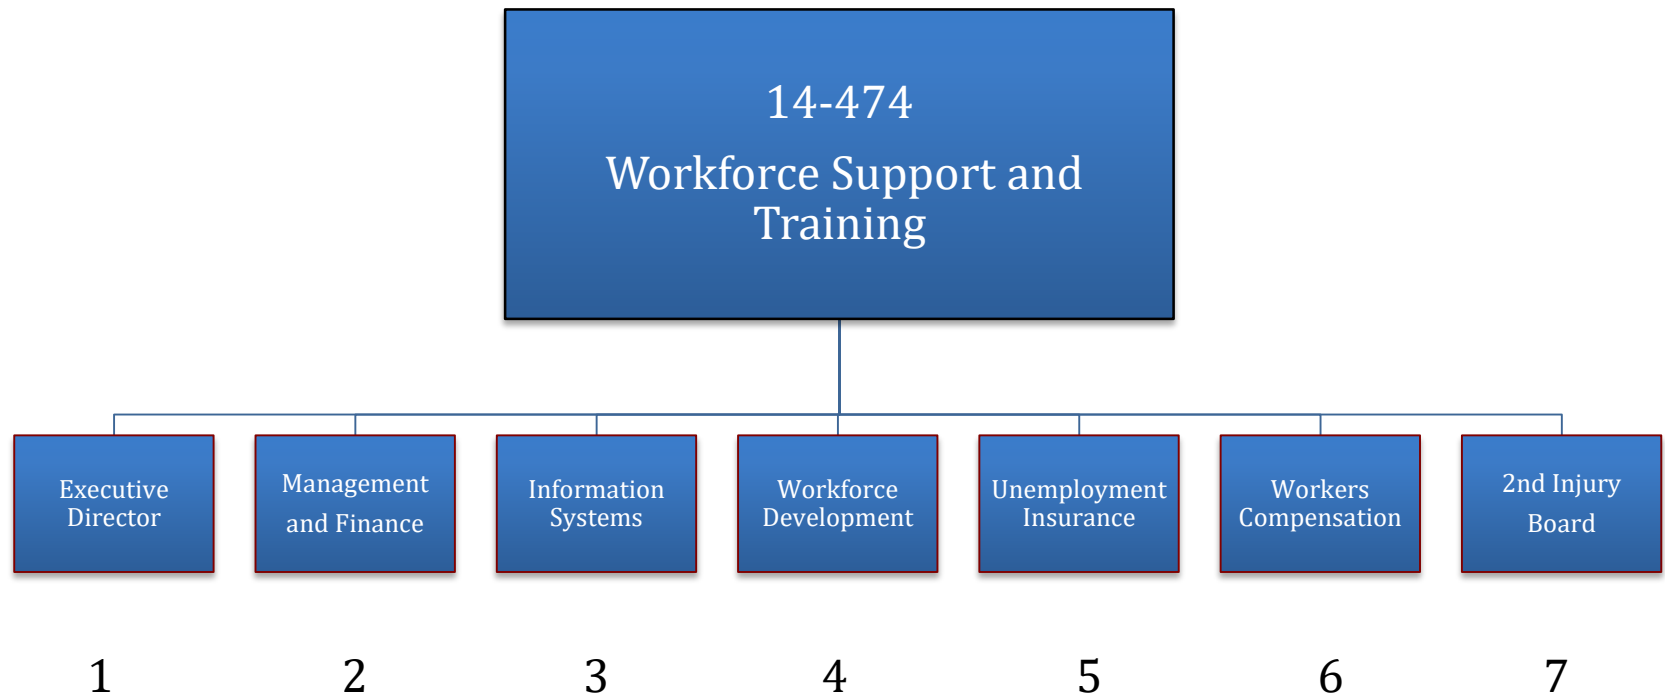 14-474
Workforce Support and
Training
Executive
Director
Management
and Finance
Information
Systems
Workforce
Development
Unemployment
Insurance
Workers
Compensation
2nd Injury
Board
1
2
3
4
5
6
7